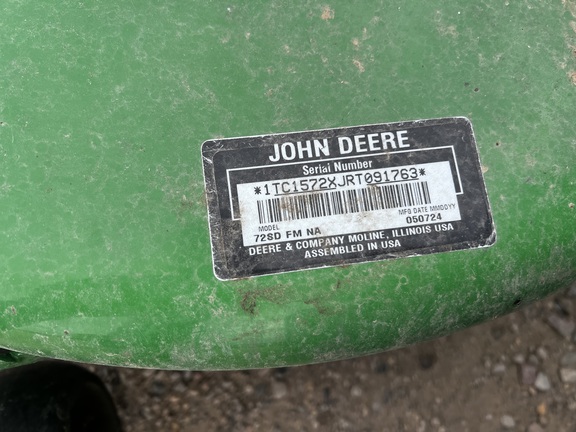 JOHN DEERE
Serial Number
*1TC1572XJRT091763*
MODEL MFG DATE MMDDYY
72SD FM NA 050724
DEERE & COMPANY MOLINE, ILLINOIS USA
ASSEMBLED IN USA